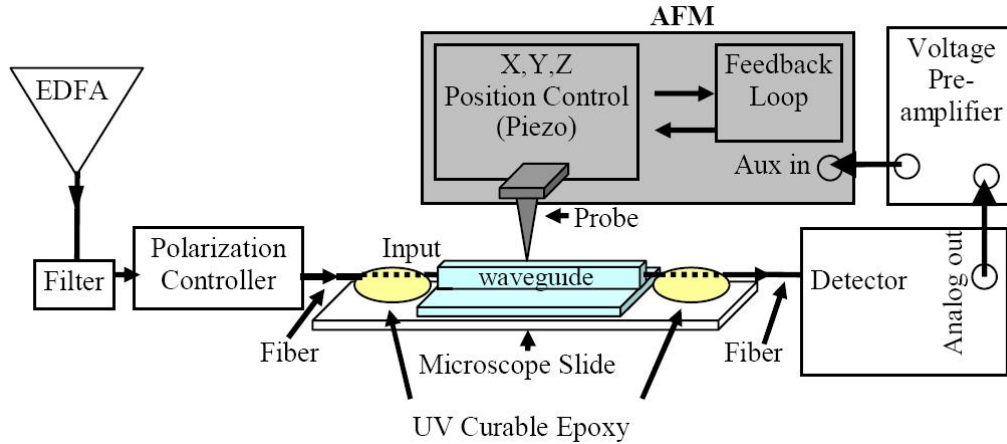 AFM
EDFA
X,Y,Z
Position Control
(Piezo)
Feedback
Loop
Voltage
Pre-
amplifier
Aux in
Probe
Filter
Polarization
Controller
Input
waveguide
Detector
Analog out
Fiber
Microscope Slide
Fiber
UV Curable Epoxy